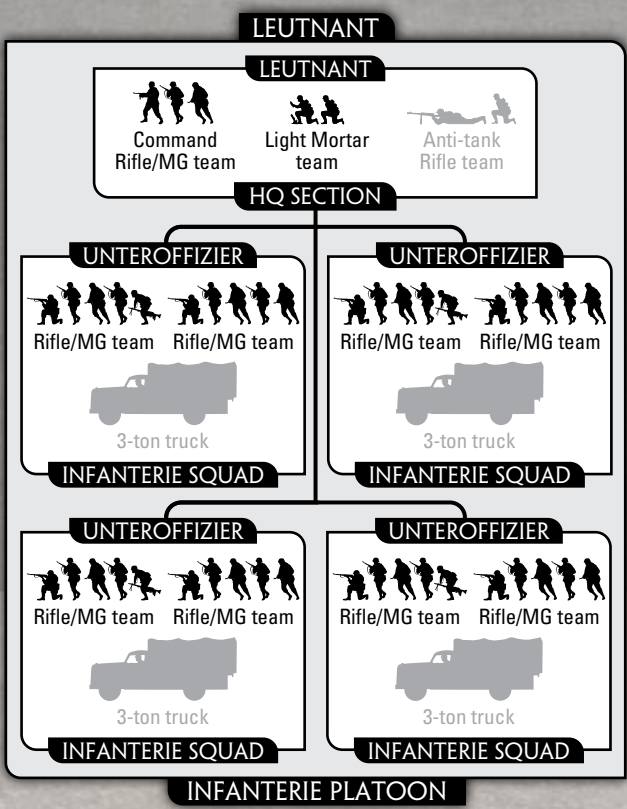 LEUTNANT
LEUTNANT
Command
Rifle/MG team
Light Mortar
team
Anti-tank
Rifle team
HQ SECTION
UNTEROFFIZIER
Rifle/MG team Rifle/MG team
3-ton truck
INFANTERIE SQUAD
UNTEROFFIZIER
Rifle/MG team Rifle/MG team
3-ton truck
INFANTERIE SQUAD
UNTEROFFIZIER
Rifle/MG team Rifle/MG team
3-ton truck
INFANTERIE SQUAD
UNTEROFFIZIER
Rifle/MG team Rifle/MG team
3-ton truck
INFANTERIE SQUAD
INFANTERIE PLATOON